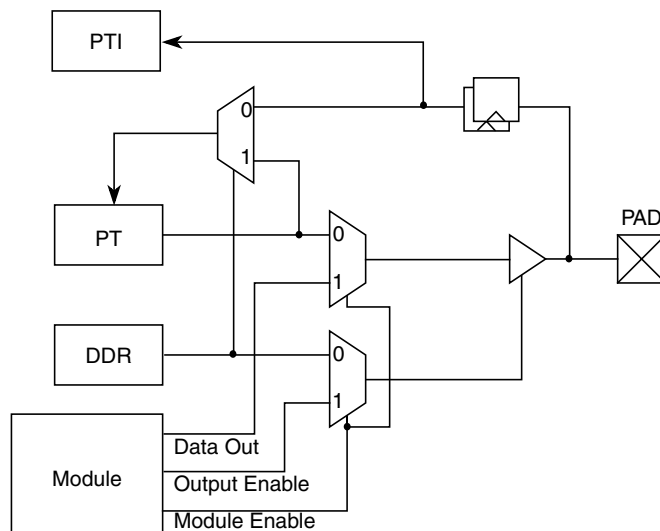 PTI
0
1
PAD
PT
0
1
DDR
0
1
Data Out
Module
Output Enable
Module Enable